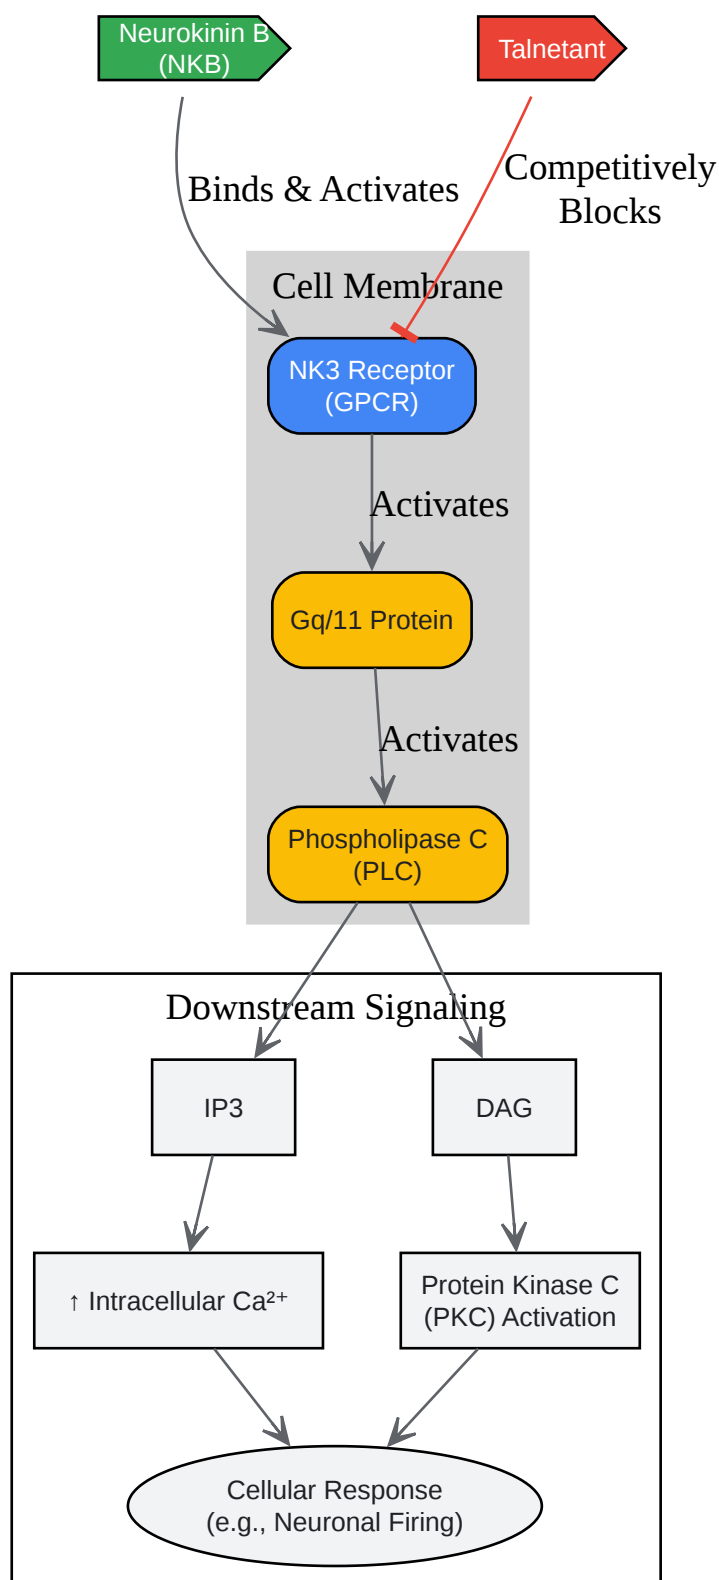 Neurokinin B
(NKB)
Talnetant
Binds & Activates
Competitively
Blocks
Cell Membrane
NK3 Receptor
(GPCR)
Activates
Gq/11 Protein
Activates
Phospholipase C
(PLC)
Downstream Signaling
IP3
DAG
↑ Intracellular Ca²⁺
Protein Kinase C
(PKC) Activation
Cellular Response
(e.g., Neuronal Firing)